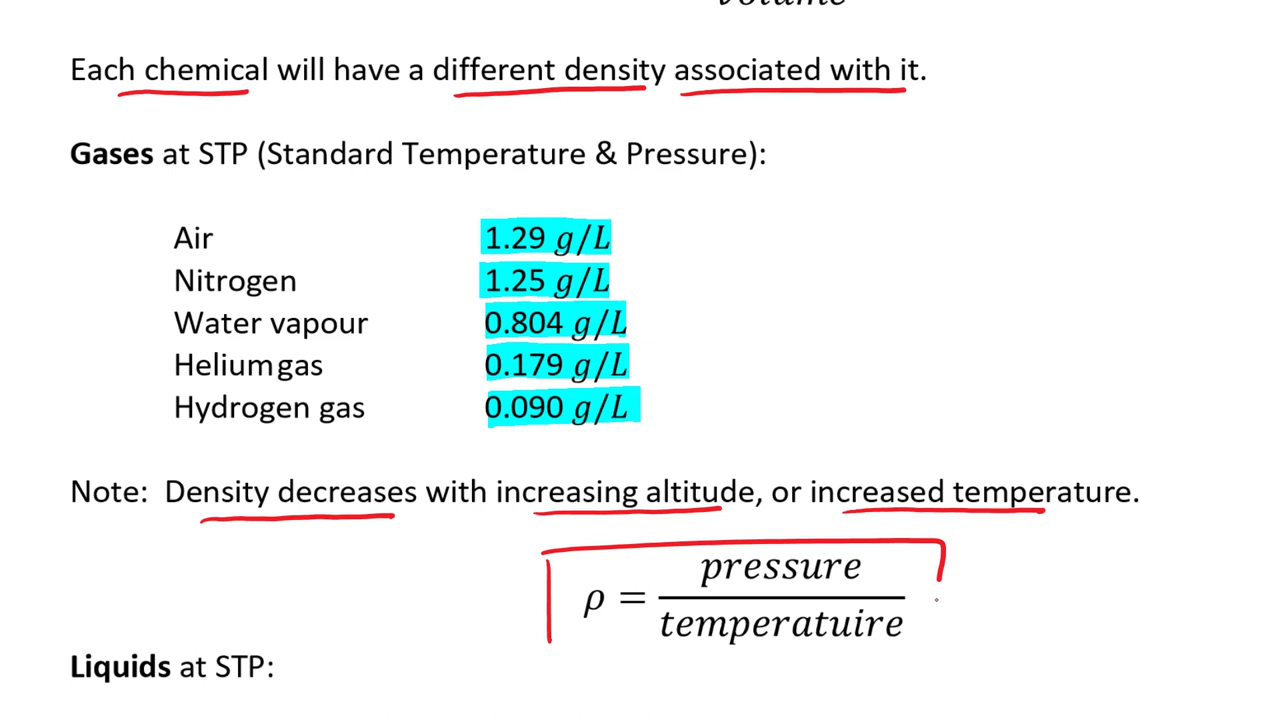 volume
Each chemical will have a different density associated with it.
Gases at STP (Standard Temperature & Pressure):
Air 1.29 g/L
Nitrogen 1.25 g/L
Water vapour 0.804 g/L
Helium gas 0.179 g/L
Hydrogen gas 0.090 g/L
Note: Density decreases with increasing altitude, or increased temperature.
ρ = pressure / temperatuire
Liquids at STP: